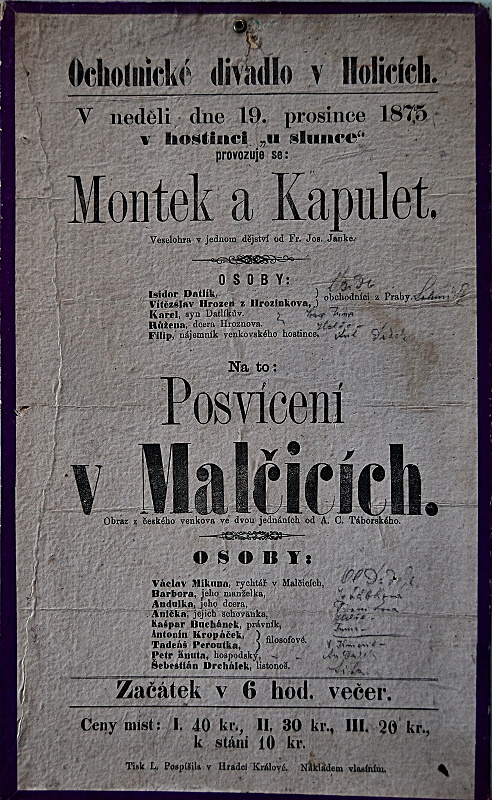 Ochotnické divadlo v Holicích.
V neděli dne 19. prosince 1875
v hostinci „u slunce“
provozuje se:
Montek a Kapulet.
Veselohra v jednom dějství od Fr. Jos. Janke.
OSOBY:
Isidor Datlík,
Vítězslav Hrozen z Hrozínkova, } obchodníci z Prahy.
Karel, syn Datlíkův.
Růžena, dcera Hroznova.
Filip, nájemník venkovského hostince.
Na to:
Posvícení
v Malčicích.
Obraz z českého venkova ve dvou jednáních od A. C. Táborského.
OSOBY:
Václav Mikuna, rychtář v Malčicích,
Barbora, jeho manželka,
Andulka, jeho dcera,
Anička, jejich schovanka,
Kašpar Buchánek, právník,
Antonín Kropáček,
Tadeáš Peroutka, } filosofové.
Petr Knuta, hospodský,
Šebestián Drchálek, listonoš.
Začátek v 6 hod. večer.
Ceny míst: I. 40 kr., II. 30 kr., III. 20 kr.,
k stání 10 kr.
Tisk L. Pospíšila v Hradci Králové. Nákladem vlastním.